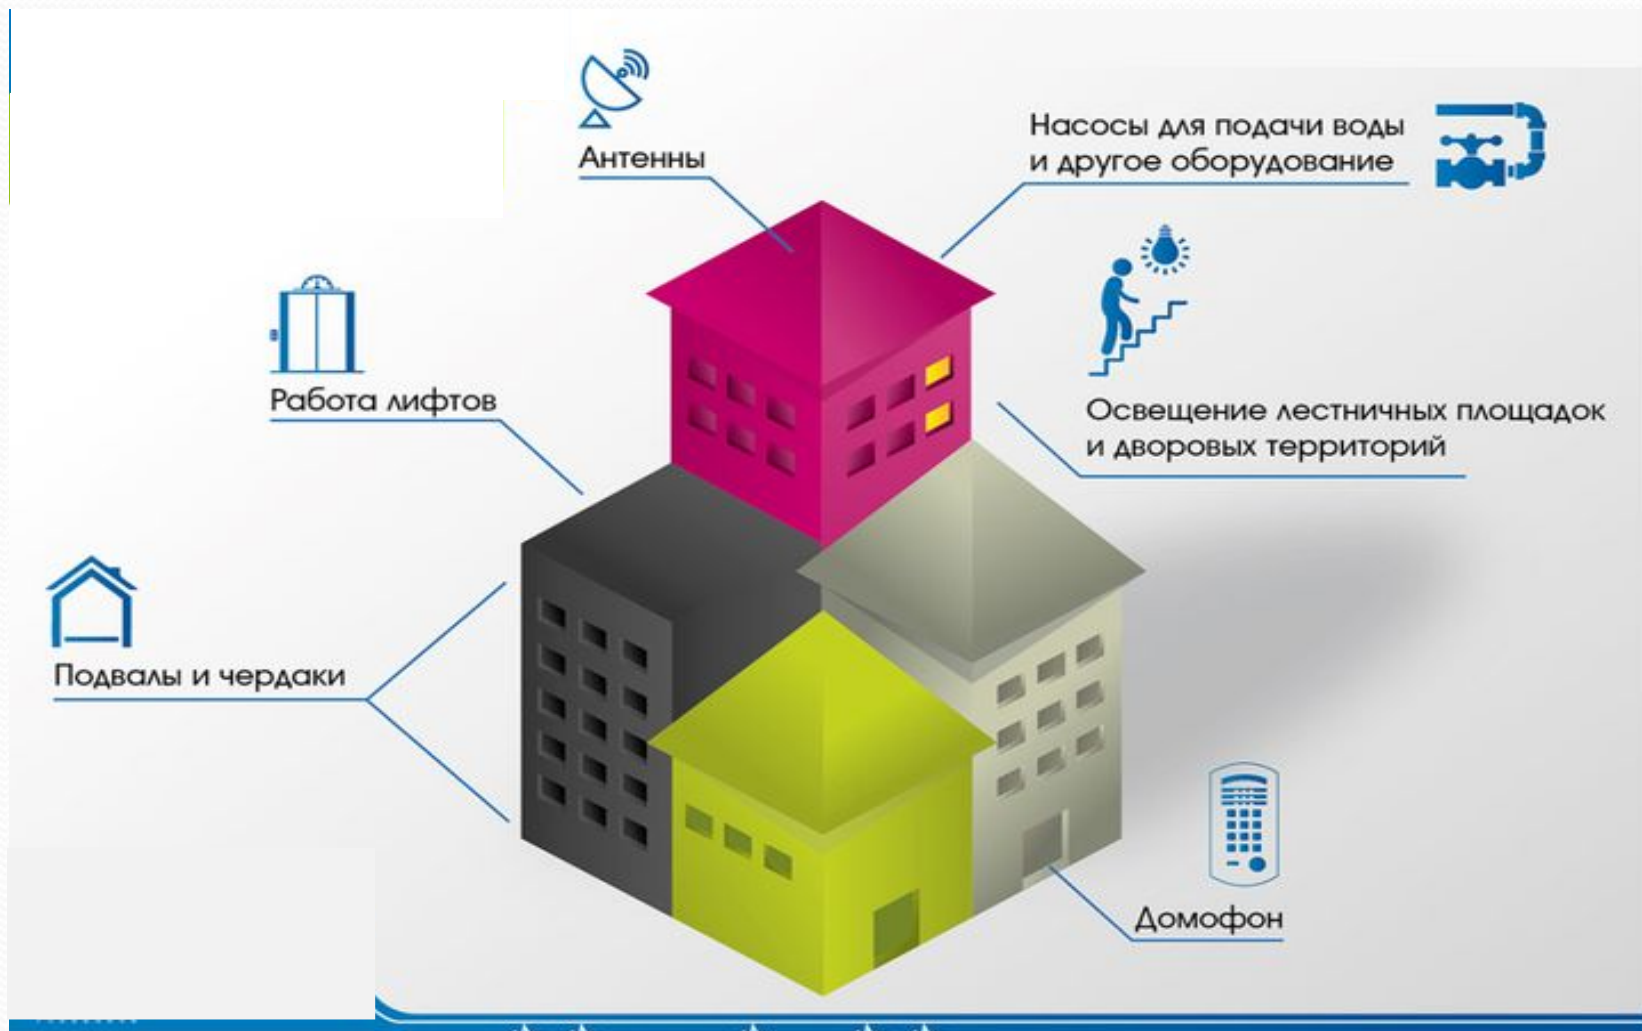 Антенны
Насосы для подачи воды
и другое оборудование
Работа лифтов
Освещение лестничных площадок
и дворовых территорий
Подвалы и чердаки
Домофон